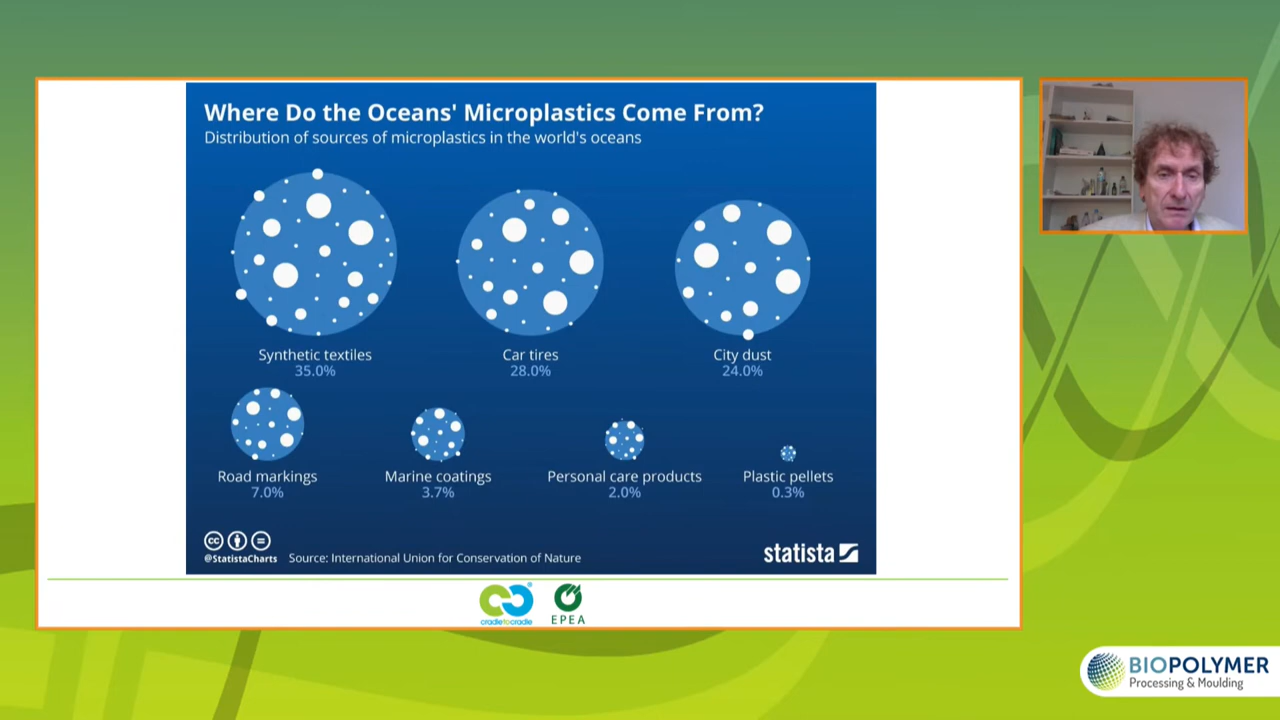 Where Do the Oceans' Microplastics Come From?
Distribution of sources of microplastics in the world's oceans
Synthetic textiles
35.0%
Car tires
28.0%
City dust
24.0%
Road markings
7.0%
Marine coatings
3.7%
Personal care products
2.0%
Plastic pellets
0.3%
cc
@StatistaCharts
Source: International Union for Conservation of Nature
statista
cradletocradle
®
EPEA
BIOPOLYMER
Processing & Moulding